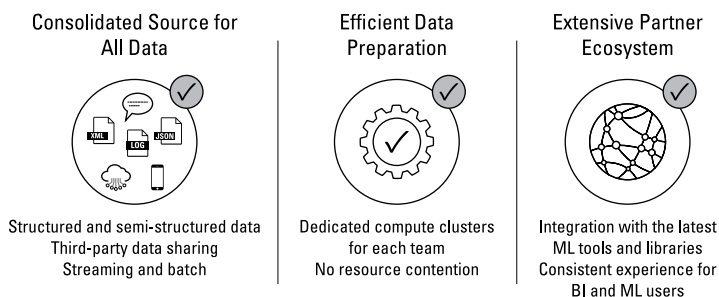 Consolidated Source for
All Data
XML
LOG
JSON
Structured and semi-structured data
Third-party data sharing
Streaming and batch
Efficient Data
Preparation
Dedicated compute clusters
for each team
No resource contention
Extensive Partner
Ecosystem
Integration with the latest
ML tools and libraries
Consistent experience for
BI and ML users